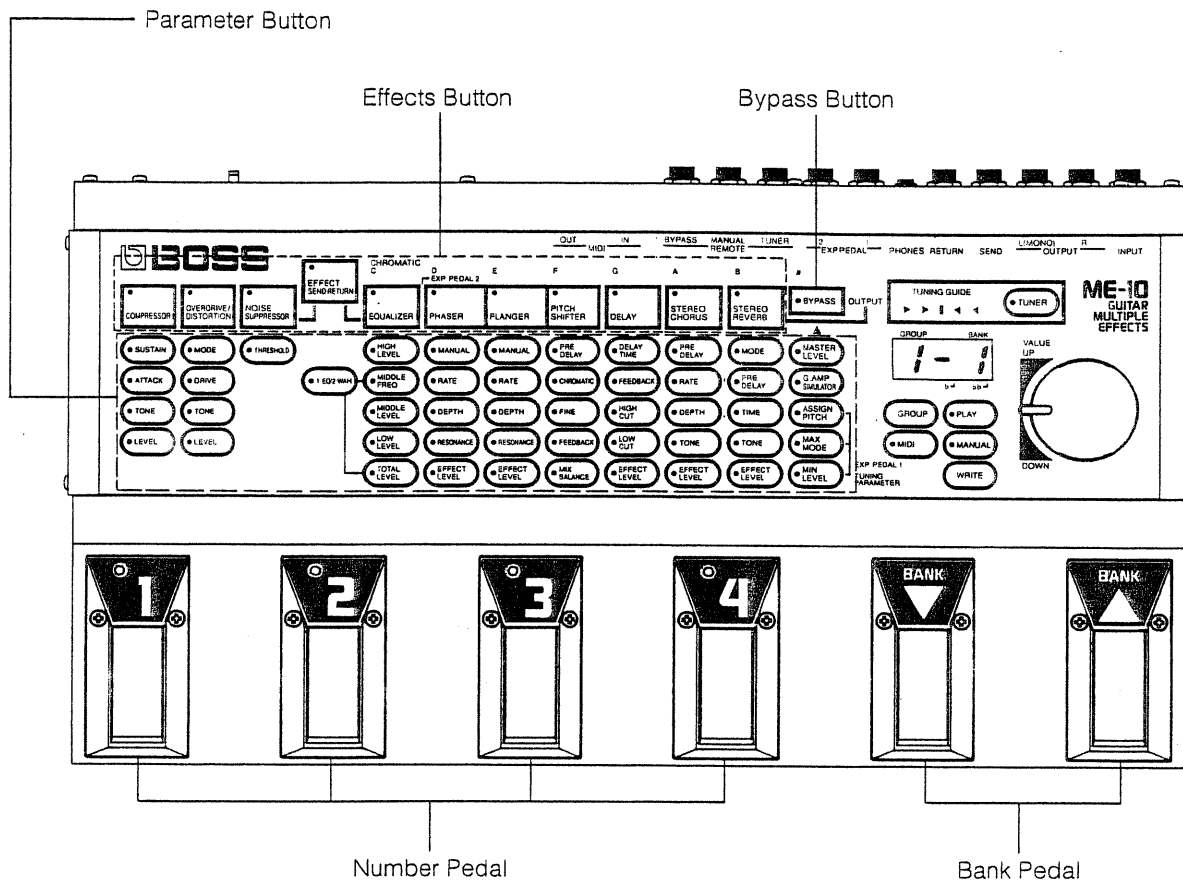 Parameter Button
Effects Button
Bypass Button
OUT IN BYPASS MANUAL TUNER 2 1 PHONES RETURN SEND L(MONO) R INPUT
MIDI REMOTE EXP PEDAL OUTPUT
BOSS
CHROMATIC
C D E F G A B #
EXP PEDAL 2
EFFECT
SEND RETURN
COMPRESSOR
OVERDRIVE/
DISTORTION
NOISE
SUPPRESSOR
EQUALIZER
PHASER
FLANGER
PITCH
SHIFTER
DELAY
STEREO
CHORUS
STEREO
REVERB
BYPASS
OUTPUT
TUNING GUIDE
TUNER
ME-10
GUITAR
MULTIPLE
EFFECTS
SUSTAIN
MODE
THRESHOLD
HIGH
LEVEL
MANUAL
MANUAL
PRE
DELAY
DELAY
TIME
PRE
DELAY
MODE
MASTER
LEVEL
GROUP BANK
1-1
VALUE
UP
ATTACK
DRIVE
1 EQ/2 WAH
MIDDLE
FREQ
RATE
RATE
CHROMATIC
FEEDBACK
RATE
PRE
DELAY
G.AMP
SIMULATOR
TONE
TONE
MIDDLE
LEVEL
DEPTH
DEPTH
FINE
HIGH
CUT
DEPTH
TIME
ASSIGN
PITCH
GROUP
PLAY
LEVEL
LEVEL
LOW
LEVEL
RESONANCE
RESONANCE
FEEDBACK
LOW
CUT
TONE
TONE
MAX
MODE
MIDI
MANUAL
TOTAL
LEVEL
EFFECT
LEVEL
EFFECT
LEVEL
MIX
BALANCE
EFFECT
LEVEL
EFFECT
LEVEL
EFFECT
LEVEL
MIN
LEVEL
EXP PEDAL 1
TUNING
PARAMETER
WRITE
DOWN
1
2
3
4
BANK
BANK
Number Pedal
Bank Pedal